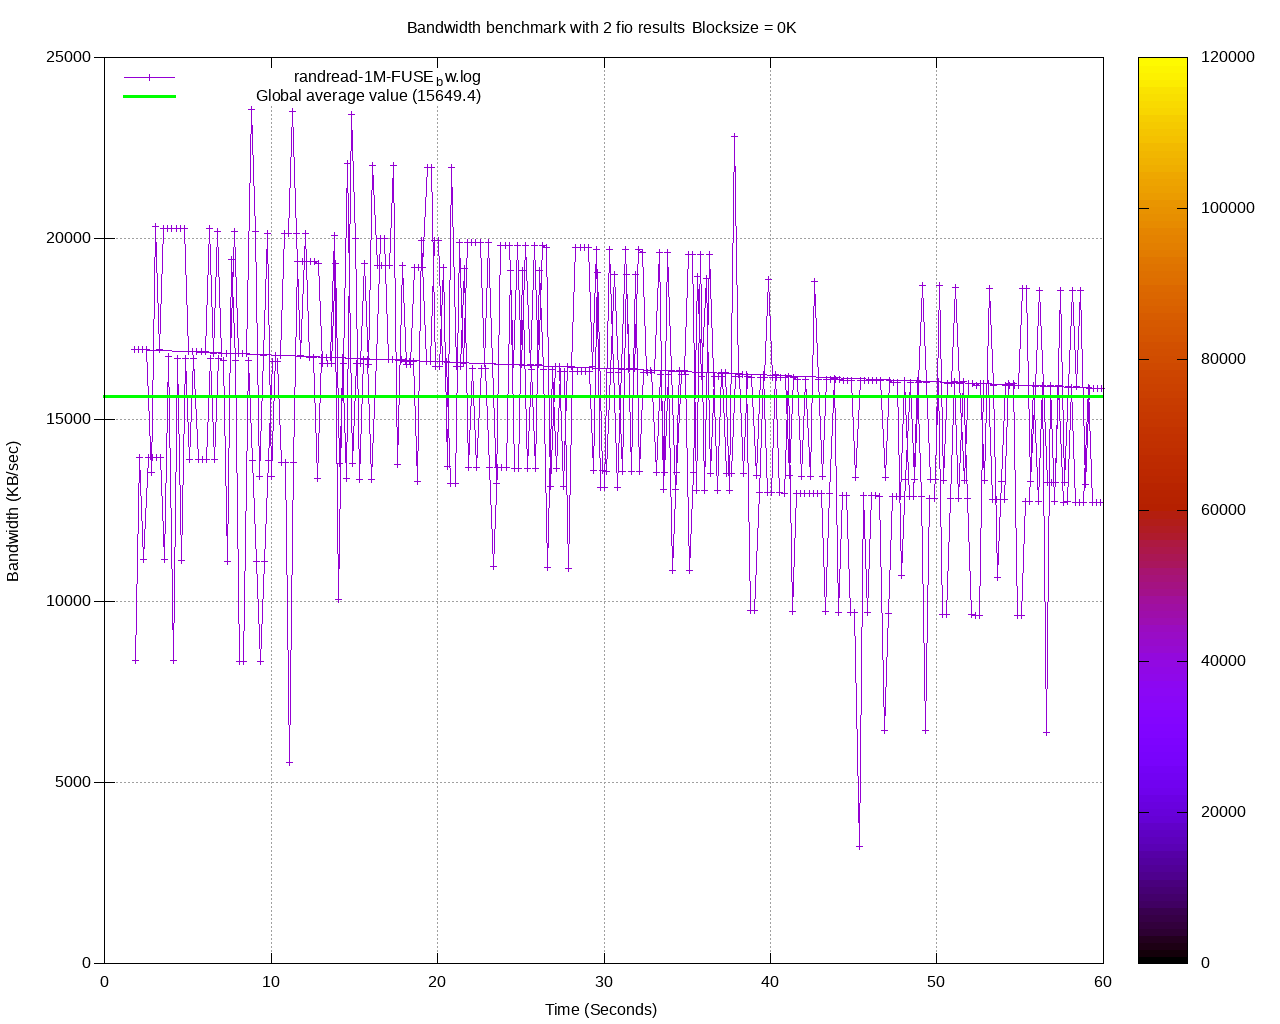 Bandwidth benchmark with 2 fio results Blocksize = 0K
randread-1M-FUSE_bw.log
Global average value (15649.4)
25000
20000
15000
10000
5000
0
Bandwidth (KB/sec)
0 10 20 30 40 50 60
Time (Seconds)
120000
100000
80000
60000
40000
20000
0